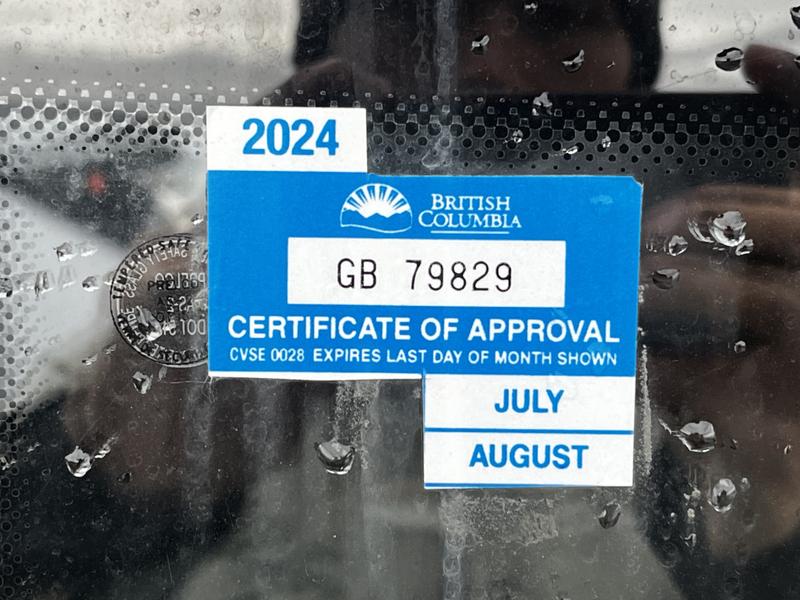 2024
BRITISH
COLUMBIA
GB 79829
CERTIFICATE OF APPROVAL
CVSE 0028 EXPIRES LAST DAY OF MONTH SHOWN
JULY
AUGUST